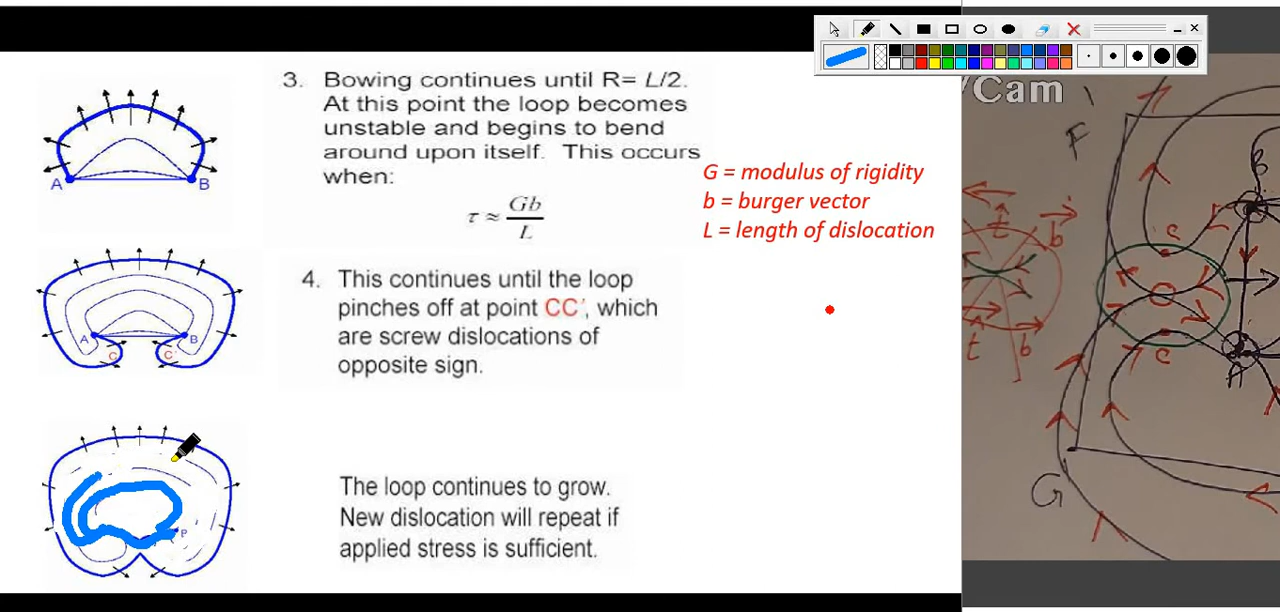 3. Bowing continues until R= L/2.
At this point the loop becomes
unstable and begins to bend
around upon itself. This occurs
when:
τ ≈ Gb/L
A
B
G = modulus of rigidity
b = burger vector
L = length of dislocation
4. This continues until the loop
pinches off at point CC', which
are screw dislocations of
opposite sign.
A
B
C
C'
The loop continues to grow.
New dislocation will repeat if
applied stress is sufficient.
/Cam
F
B
t
b
t
b
A
G